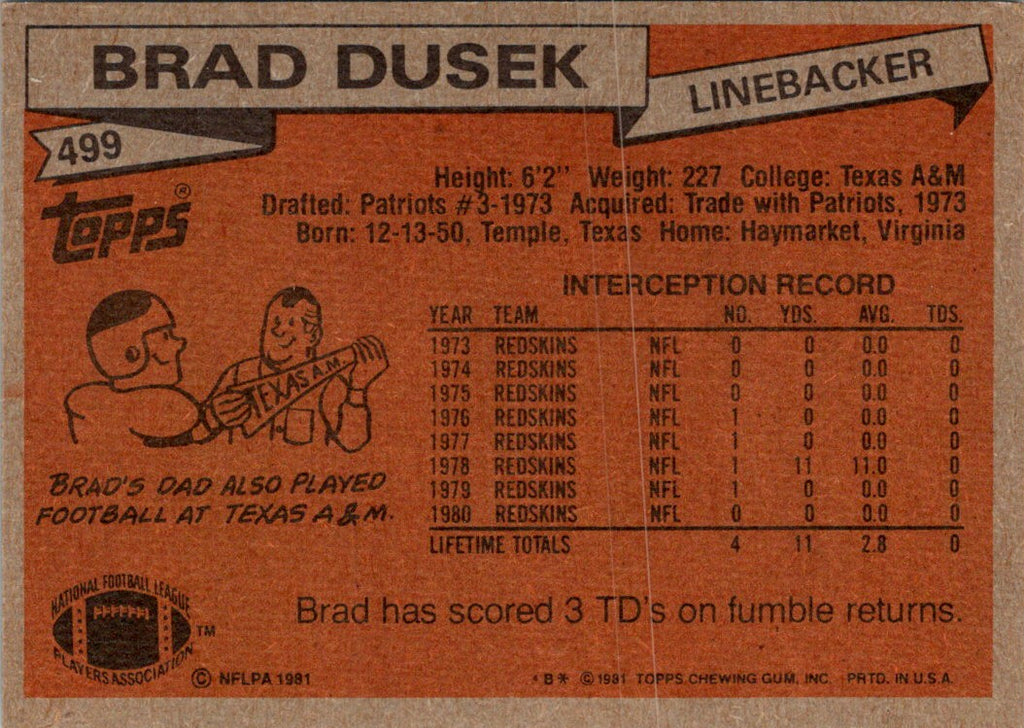 BRAD DUSEK
LINEBACKER
499
TOPPS®
Height: 6'2" Weight: 227 College: Texas A&M
Drafted: Patriots #3-1973 Acquired: Trade with Patriots, 1973
Born: 12-13-50, Temple, Texas Home: Haymarket, Virginia
INTERCEPTION RECORD
YEAR TEAM NO. YDS. AVG. TDS.
1973 REDSKINS NFL 0 0 0.0 0
1974 REDSKINS NFL 0 0 0.0 0
1975 REDSKINS NFL 0 0 0.0 0
1976 REDSKINS NFL 1 0 0.0 0
1977 REDSKINS NFL 1 0 0.0 0
1978 REDSKINS NFL 1 11 11.0 0
1979 REDSKINS NFL 1 0 0.0 0
1980 REDSKINS NFL 0 0 0.0 0
LIFETIME TOTALS 4 11 2.8 0
TEXAS A.M.
BRAD'S DAD ALSO PLAYED
FOOTBALL AT TEXAS A & M.
Brad has scored 3 TD's on fumble returns.
NATIONAL FOOTBALL LEAGUE
PLAYERS ASSOCIATION
TM
© NFLPA 1981
* B * © 1981 TOPPS CHEWING GUM, INC. PRTD. IN U.S.A.